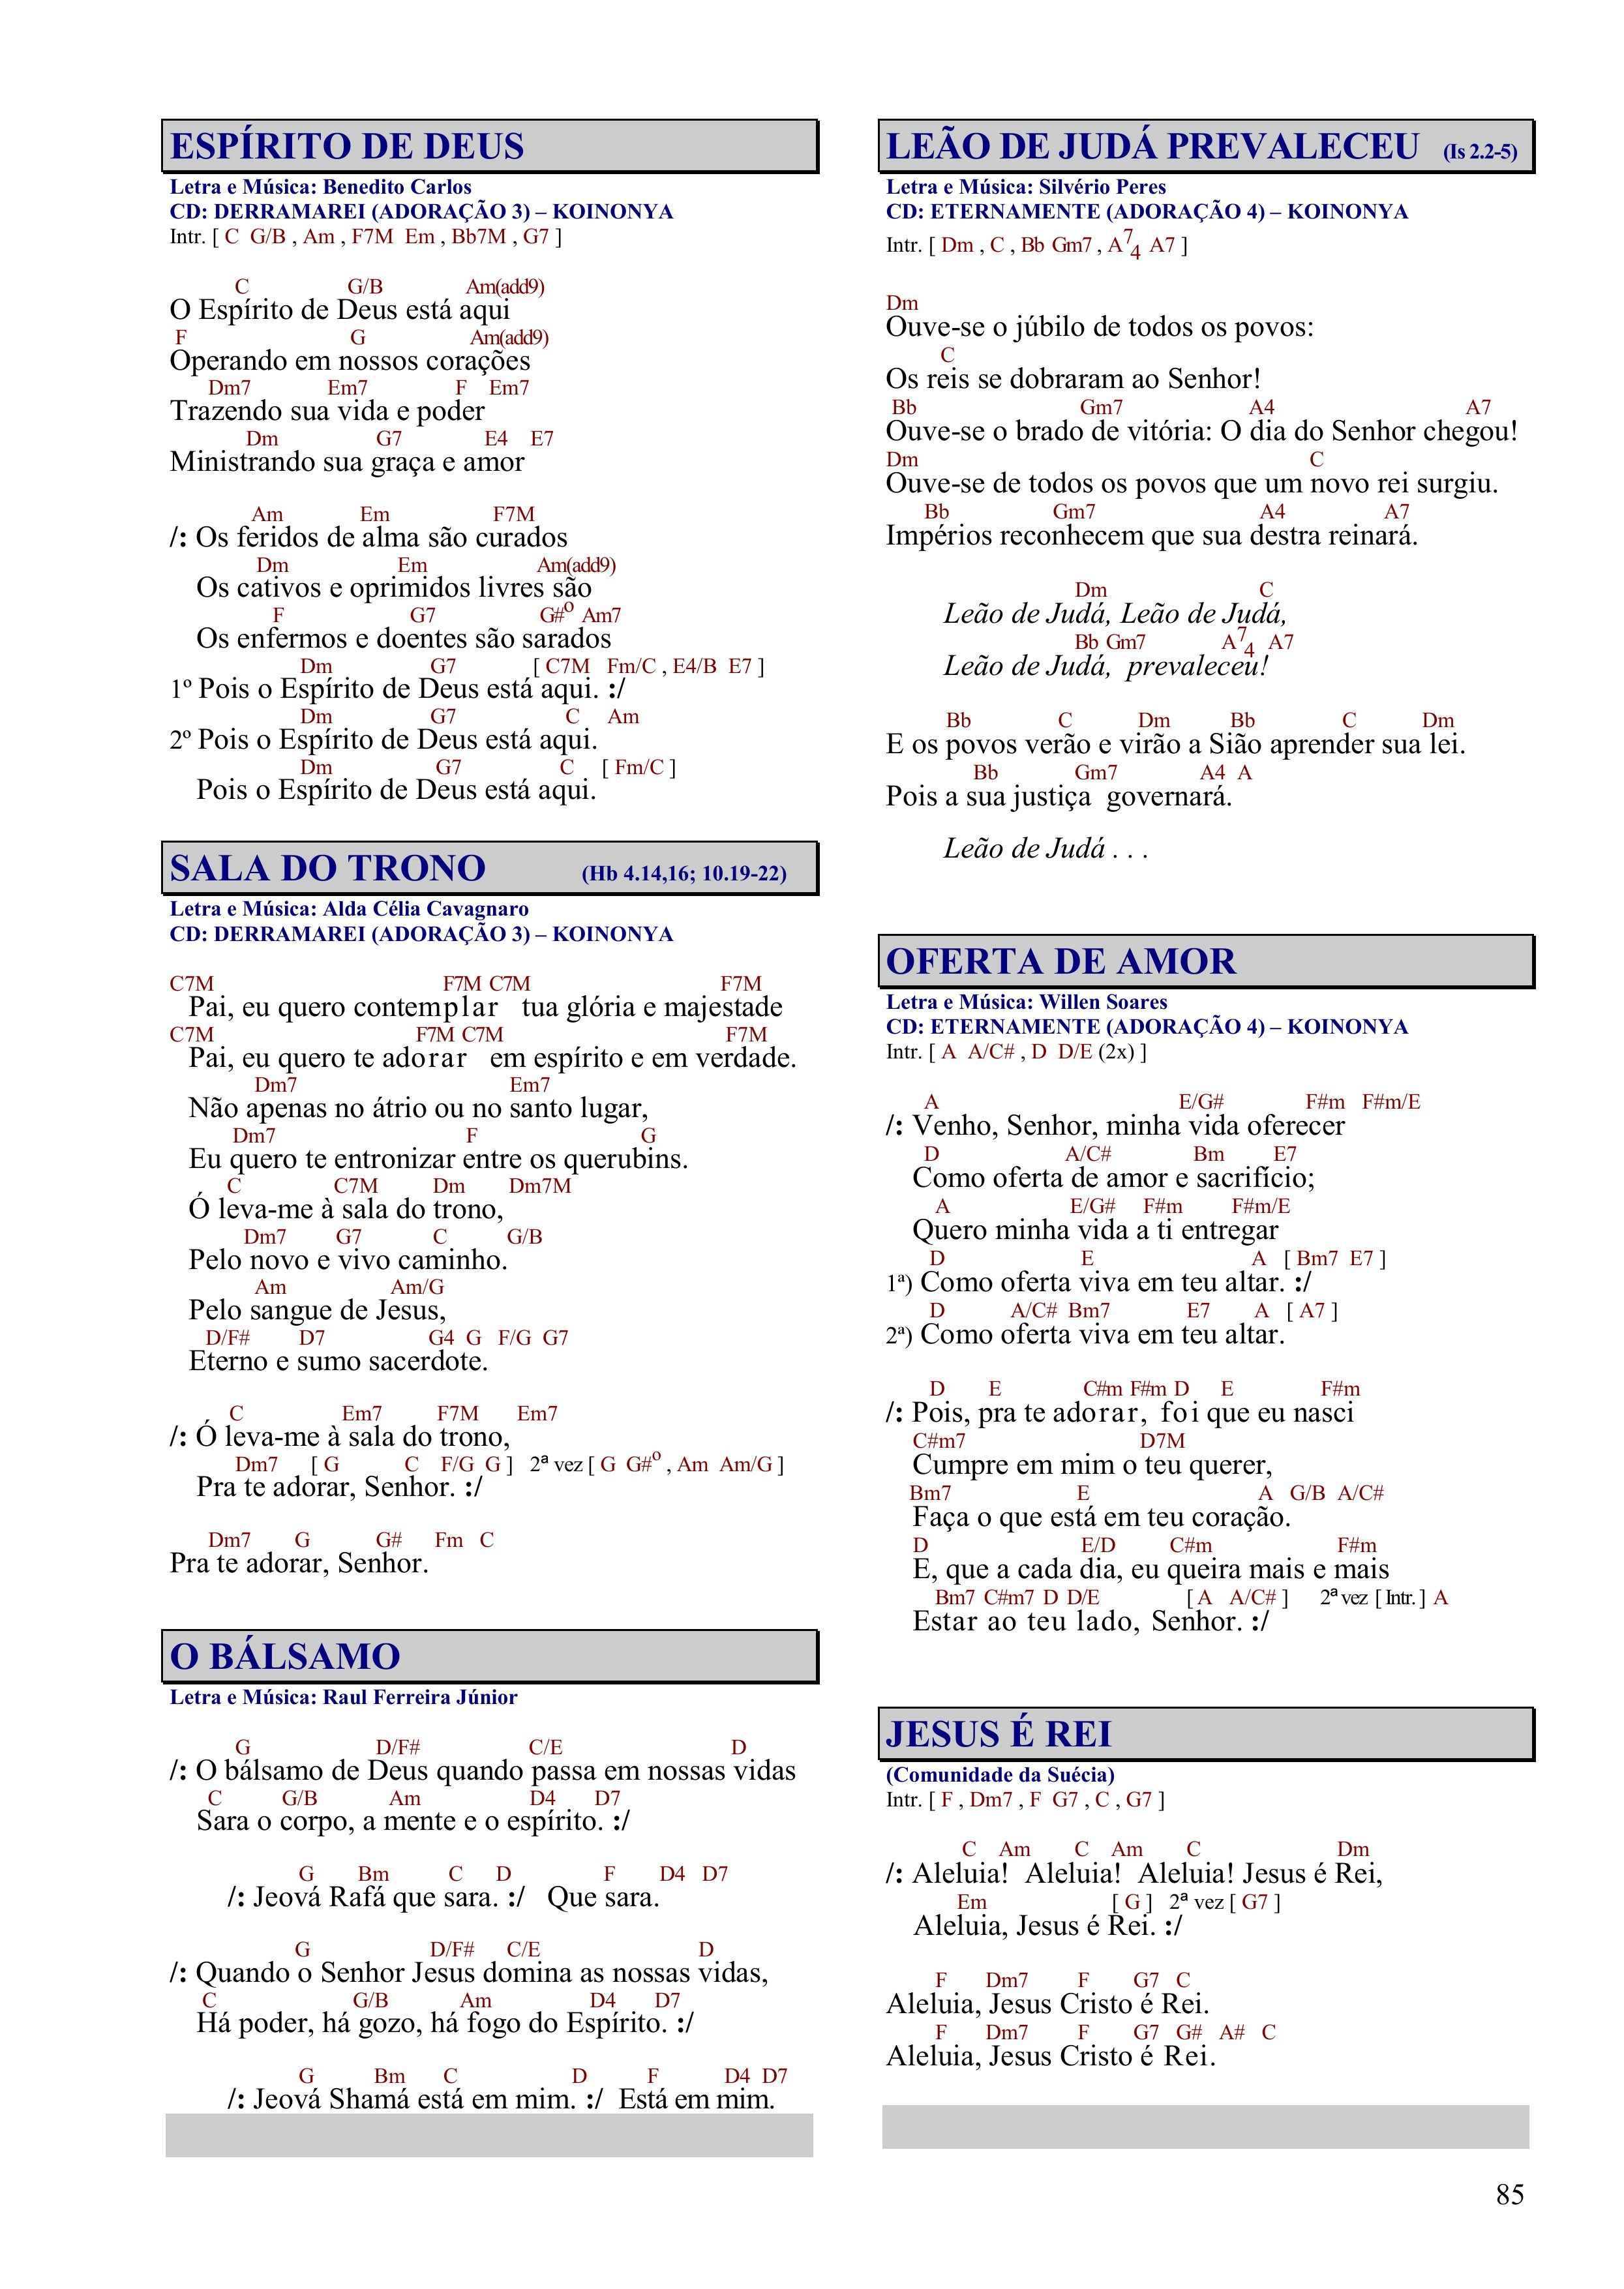 ESPÍRITO DE DEUS
Letra e Música: Benedito Carlos
CD: DERRAMAREI (ADORAÇÃO 3) – KOINONYA
Intr. [ C G/B , Am , F7M Em , Bb7M , G7 ]
C G/B Am(add9)
O Espírito de Deus está aqui
F G Am(add9)
Operando em nossos corações
Dm7 Em7 F Em7
Trazendo sua vida e poder
Dm G7 E4 E7
Ministrando sua graça e amor
Am Em F7M
/: Os feridos de alma são curados
Dm Em Am(add9)
Os cativos e oprimidos livres são
F G7 G#º Am7
Os enfermos e doentes são sarados
Dm G7 [ C7M Fm/C , E4/B E7 ]
1º Pois o Espírito de Deus está aqui. :/
Dm G7 C Am
2º Pois o Espírito de Deus está aqui.
Dm G7 C [ Fm/C ]
Pois o Espírito de Deus está aqui.
SALA DO TRONO (Hb 4.14,16; 10.19-22)
Letra e Música: Alda Célia Cavagnaro
CD: DERRAMAREI (ADORAÇÃO 3) – KOINONYA
C7M F7M C7M F7M
Pai, eu quero contemplar tua glória e majestade
C7M F7M C7M F7M
Pai, eu quero te adorar em espírito e em verdade.
Dm7 Em7
Não apenas no átrio ou no santo lugar,
Dm7 F G
Eu quero te entronizar entre os querubins.
C C7M Dm Dm7M
Ó leva-me à sala do trono,
Dm7 G7 C G/B
Pelo novo e vivo caminho.
Am Am/G
Pelo sangue de Jesus,
D/F# D7 G4 G F/G G7
Eterno e sumo sacerdote.
C Em7 F7M Em7
/: Ó leva-me à sala do trono,
Dm7 [ G C F/G G ] 2ª vez [ G G#º , Am Am/G ]
Pra te adorar, Senhor. :/
Dm7 G G# Fm C
Pra te adorar, Senhor.
O BÁLSAMO
Letra e Música: Raul Ferreira Júnior
G D/F# C/E D
/: O bálsamo de Deus quando passa em nossas vidas
C G/B Am D4 D7
Sara o corpo, a mente e o espírito. :/
G Bm C D F D4 D7
/: Jeová Rafá que sara. :/ Que sara.
G D/F# C/E D
/: Quando o Senhor Jesus domina as nossas vidas,
C G/B Am D4 D7
Há poder, há gozo, há fogo do Espírito. :/
G Bm C D F D4 D7
/: Jeová Shamá está em mim. :/ Está em mim.
LEÃO DE JUDÁ PREVALECEU (Is 2.2-5)
Letra e Música: Silvério Peres
CD: ETERNAMENTE (ADORAÇÃO 4) – KOINONYA
Intr. [ Dm , C , Bb Gm7 , A74 A7 ]
Dm
Ouve-se o júbilo de todos os povos:
C
Os reis se dobraram ao Senhor!
Bb Gm7 A4 A7
Ouve-se o brado de vitória: O dia do Senhor chegou!
Dm C
Ouve-se de todos os povos que um novo rei surgiu.
Bb Gm7 A4 A7
Impérios reconhecem que sua destra reinará.
Dm C
Leão de Judá, Leão de Judá,
Bb Gm7 A74 A7
Leão de Judá, prevaleceu!
Bb C Dm Bb C Dm
E os povos verão e virão a Sião aprender sua lei.
Bb Gm7 A4 A
Pois a sua justiça governará.
Leão de Judá . . .
OFERTA DE AMOR
Letra e Música: Willen Soares
CD: ETERNAMENTE (ADORAÇÃO 4) – KOINONYA
Intr. [ A A/C# , D D/E (2x) ]
A E/G# F#m F#m/E
/: Venho, Senhor, minha vida oferecer
D A/C# Bm E7
Como oferta de amor e sacrifício;
A E/G# F#m F#m/E
Quero minha vida a ti entregar
D E A [ Bm7 E7 ]
1ª) Como oferta viva em teu altar. :/
D A/C# Bm7 E7 A [ A7 ]
2ª) Como oferta viva em teu altar.
D E C#m F#m D E F#m
/: Pois, pra te adorar, foi que eu nasci
C#m7 D7M
Cumpre em mim o teu querer,
Bm7 E A G/B A/C#
Faça o que está em teu coração.
D E/D C#m F#m
E, que a cada dia, eu queira mais e mais
Bm7 C#m7 D D/E [ A A/C# ] 2ª vez [ Intr. ] A
Estar ao teu lado, Senhor. :/
JESUS É REI
(Comunidade da Suécia)
Intr. [ F , Dm7 , F G7 , C , G7 ]
C Am C Am C Dm
/: Aleluia! Aleluia! Aleluia! Jesus é Rei,
Em [ G ] 2ª vez [ G7 ]
Aleluia, Jesus é Rei. :/
F Dm7 F G7 C
Aleluia, Jesus Cristo é Rei.
F Dm7 F G7 G# A# C
Aleluia, Jesus Cristo é Rei.
85